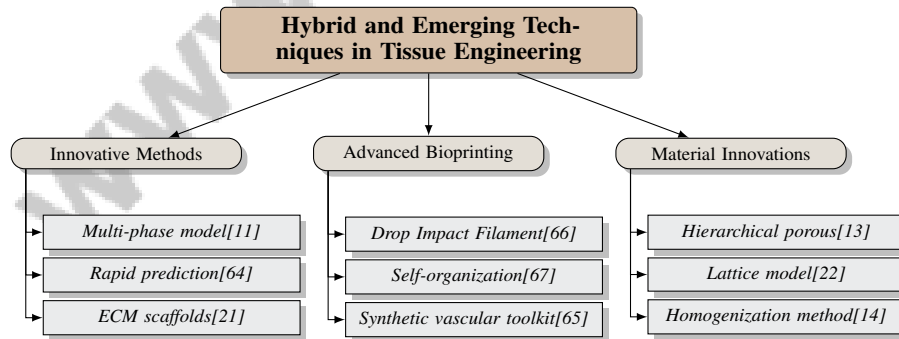 Hybrid and Emerging Tech-
niques in Tissue Engineering
Innovative Methods
Multi-phase model[11]
Rapid prediction[64]
ECM scaffolds[21]
Advanced Bioprinting
Drop Impact Filament[66]
Self-organization[67]
Synthetic vascular toolkit[65]
Material Innovations
Hierarchical porous[13]
Lattice model[22]
Homogenization method[14]